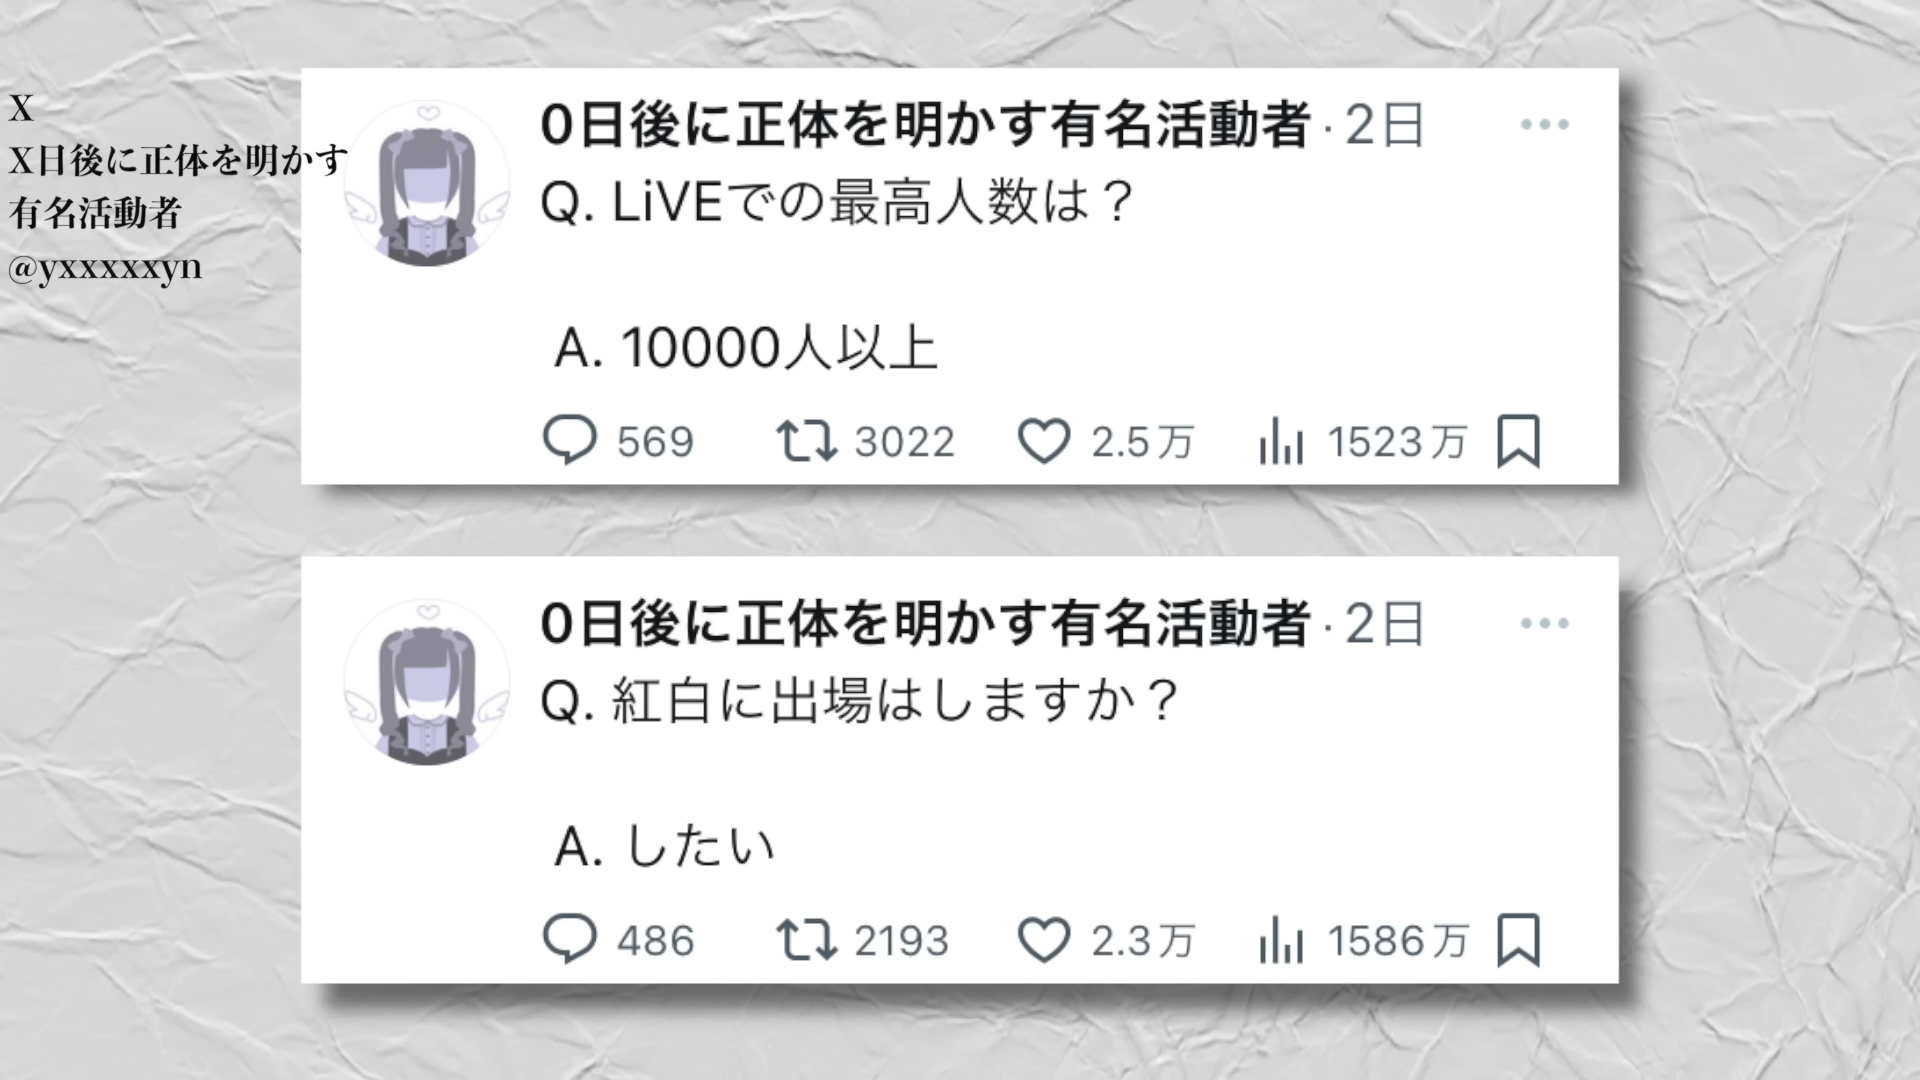 X
X日後に正体を明かす
有名活動者
@yxxxxxyn
0日後に正体を明かす有名活動者 · 2日
Q. LiVEでの最高人数は？
A. 10000人以上
569 3022 2.5万 1523万
0日後に正体を明かす有名活動者 · 2日
Q. 紅白に出場はしますか？
A. したい
486 2193 2.3万 1586万